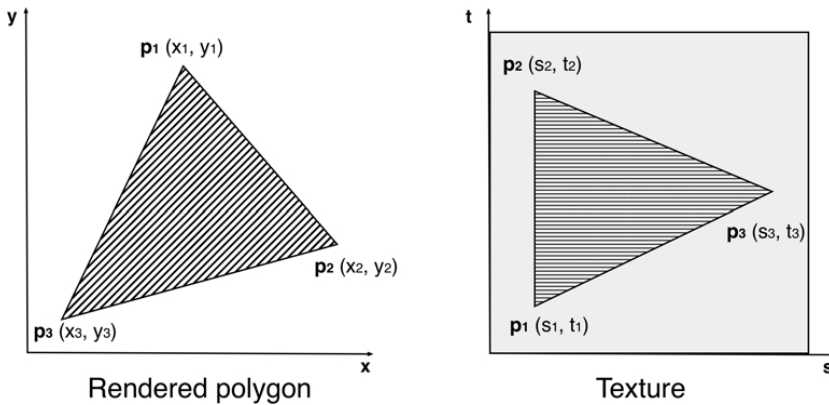 y
p1 (x1, y1)
p2 (x2, y2)
p3 (x3, y3)
x
Rendered polygon
t
p2 (s2, t2)
p3 (s3, t3)
p1 (s1, t1)
s
Texture